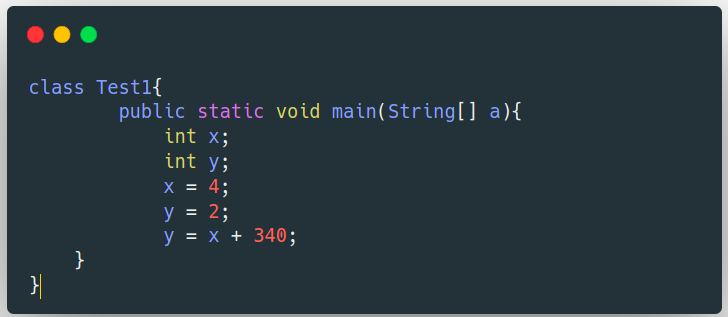 class Test1{
        public static void main(String[] a){
            int x;
            int y;
            x = 4;
            y = 2;
            y = x + 340;
    }
}